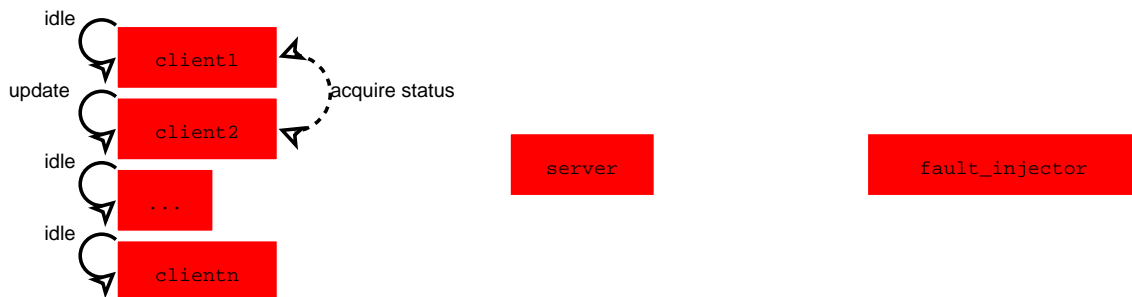 idle
client1
update
acquire status
client2
idle
server
fault_injector
...
idle
clientn